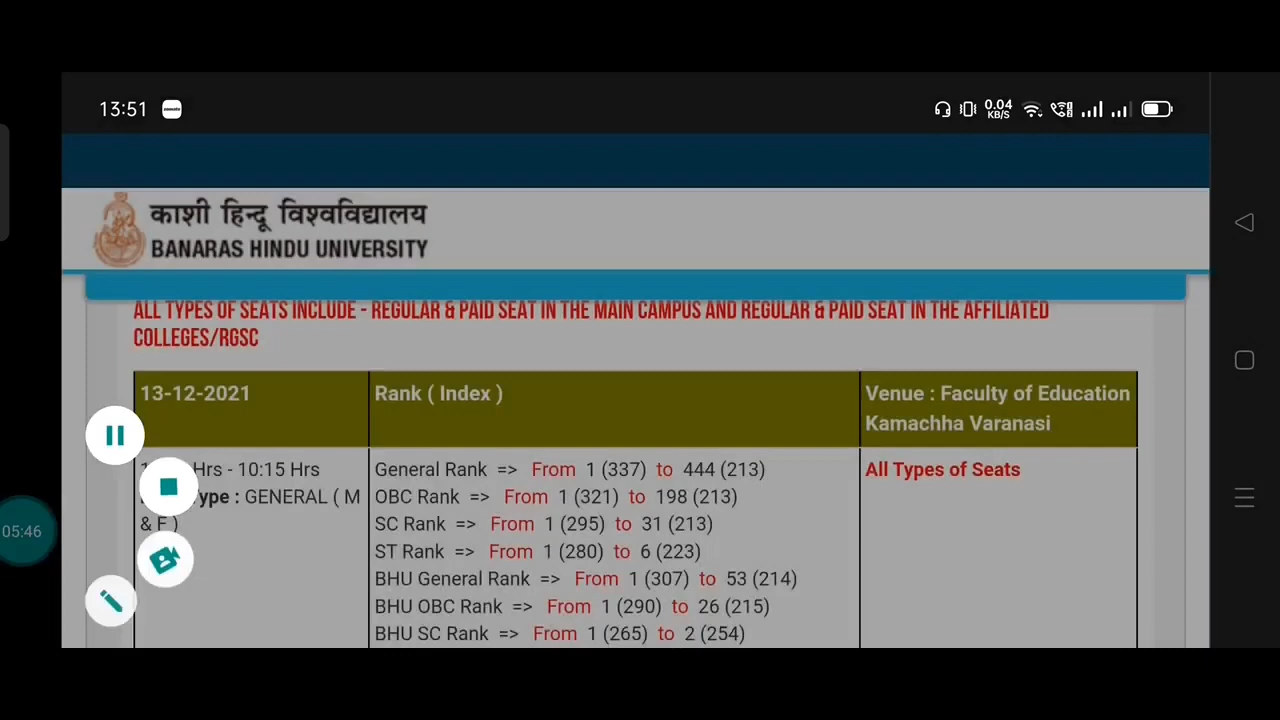 13:51
0.04
KB/S
काशी हिन्दू विश्वविद्यालय
BANARAS HINDU UNIVERSITY
ALL TYPES OF SEATS INCLUDE - REGULAR & PAID SEAT IN THE MAIN CAMPUS AND REGULAR & PAID SEAT IN THE AFFILIATED
COLLEGES/RGSC
13-12-2021
Rank ( Index )
Venue : Faculty of Education
Kamachha Varanasi
Hrs - 10:15 Hrs
ype : GENERAL ( M
& F )
General Rank => From 1 (337) to 444 (213)
OBC Rank => From 1 (321) to 198 (213)
SC Rank => From 1 (295) to 31 (213)
ST Rank => From 1 (280) to 6 (223)
BHU General Rank => From 1 (307) to 53 (214)
BHU OBC Rank => From 1 (290) to 26 (215)
BHU SC Rank => From 1 (265) to 2 (254)
All Types of Seats
05:46